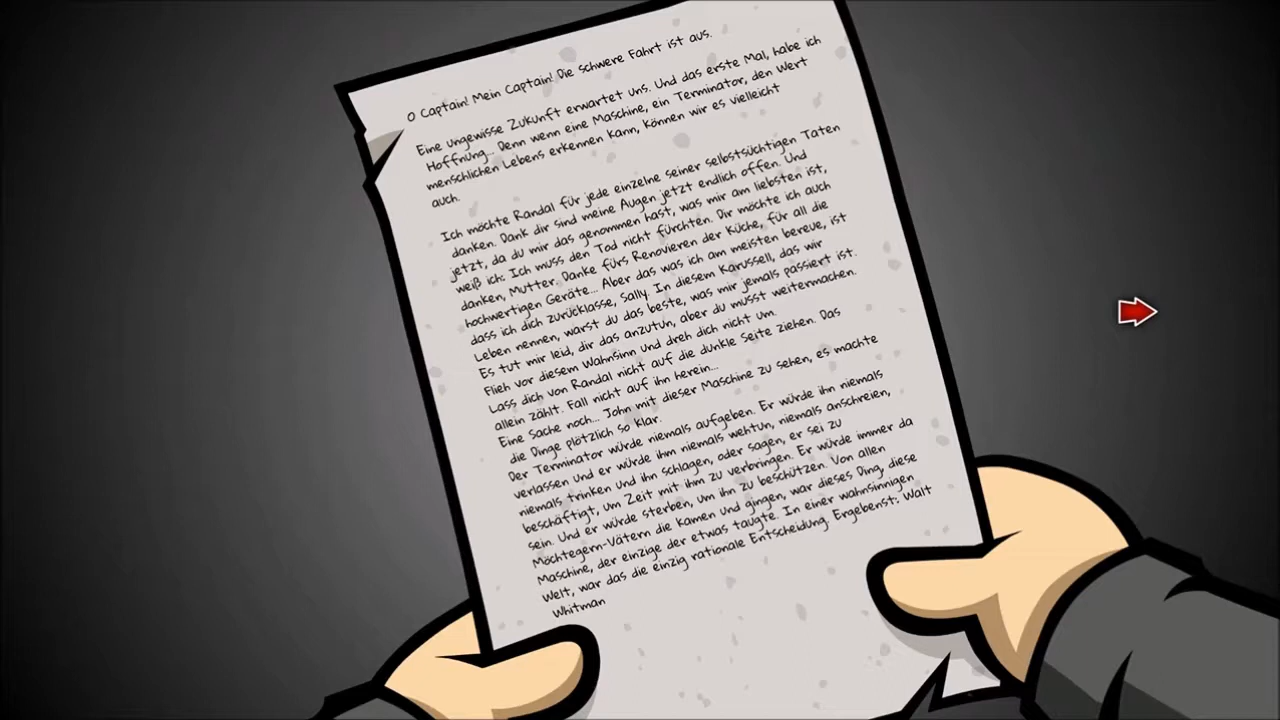 O Captain! Mein Captain! Die schwere Fahrt ist aus.
Eine ungewisse Zukunft erwartet uns. Und das erste Mal, habe ich
Hoffnung... Denn wenn eine Maschine, ein Terminator, den Wert
menschlichen Lebens erkennen kann, können wir es vielleicht
auch.
Ich möchte Randal für jede einzelne seiner selbstsüchtigen Taten
danken. Dank dir sind meine Augen jetzt endlich offen. Und
jetzt, da du mir das genommen hast, was mir am liebsten ist,
weiß ich: Ich muss den Tod nicht fürchten. Dir möchte ich auch
danken, Mutter. Danke fürs Renovieren der Küche, für all die
hochwertigen Geräte... Aber das was ich am meisten bereue, ist
dass ich dich zurücklasse, Sally. In diesem Karussell, das wir
Leben nennen, warst du das beste, was mir jemals passiert ist.
Es tut mir leid, dir das anzutun, aber du musst weitermachen.
Flieh vor diesem Wahnsinn und dreh dich nicht um.
Lass dich von Randal nicht auf die dunkle Seite ziehen. Das
allein zählt. Fall nicht auf ihn herein...
Eine Sache noch... John mit dieser Maschine zu sehen, es machte
die Dinge plötzlich so klar.
Der Terminator würde niemals aufgeben. Er würde ihn niemals
verlassen und er würde ihm niemals wehtun, niemals anschreien,
niemals trinken und ihn schlagen, oder sagen, er sei zu
beschäftigt, um Zeit mit ihm zu verbringen. Er würde immer da
sein. Und er würde sterben, um ihn zu beschützen. Von allen
Möchtegern-Vätern die kamen und gingen, war dieses Ding, diese
Maschine, der einzige der etwas taugte. In einer wahnsinnigen
Welt, war das die einzig rationale Entscheidung. Ergebenst: Walt
Whitman